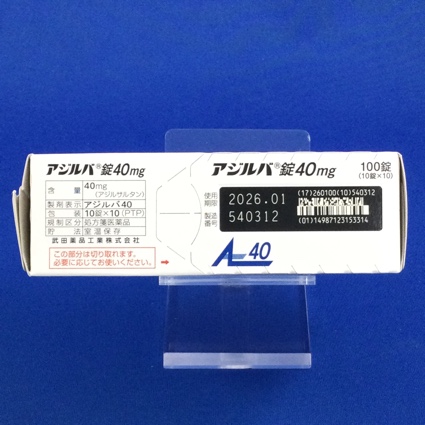 アジルバ®錠40mg
含量 40mg
(アジルサルタン)
製剤表示 アジルバ40
包装 10錠×10(PTP)
規制区分 処方箋医薬品
貯法 室温保存
武田薬品工業株式会社
この部分は切り取れます。
必要に応じてお使いください。
アジルバ®錠40mg 100錠
(10錠×10)
使用期限 2026.01
製造番号 540312
(17)260100(10)540312
(01)14987123153314
40